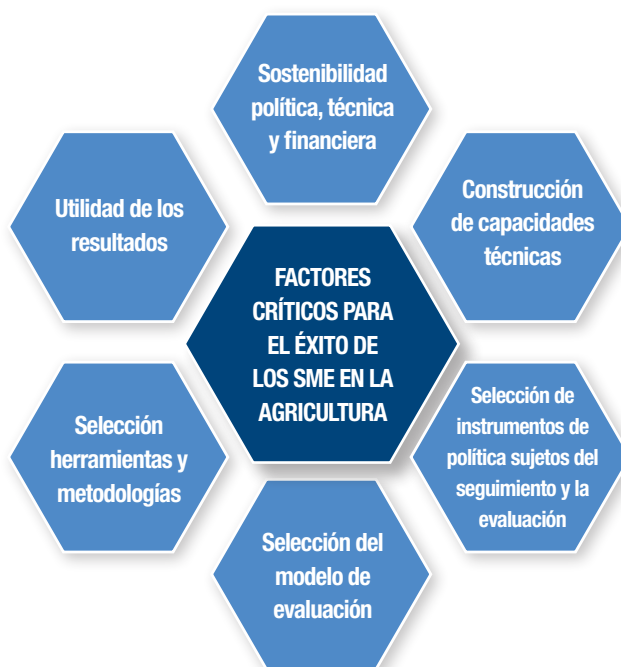 Sostenibilidad
política, técnica
y financiera
Construcción
de capacidades
técnicas
Selección de
instrumentos de
política sujetos del
seguimiento y la
evaluación
Selección del
modelo de
evaluación
Selección
herramientas y
metodologías
Utilidad de los
resultados
FACTORES
CRÍTICOS PARA
EL ÉXITO DE
LOS SME EN LA
AGRICULTURA